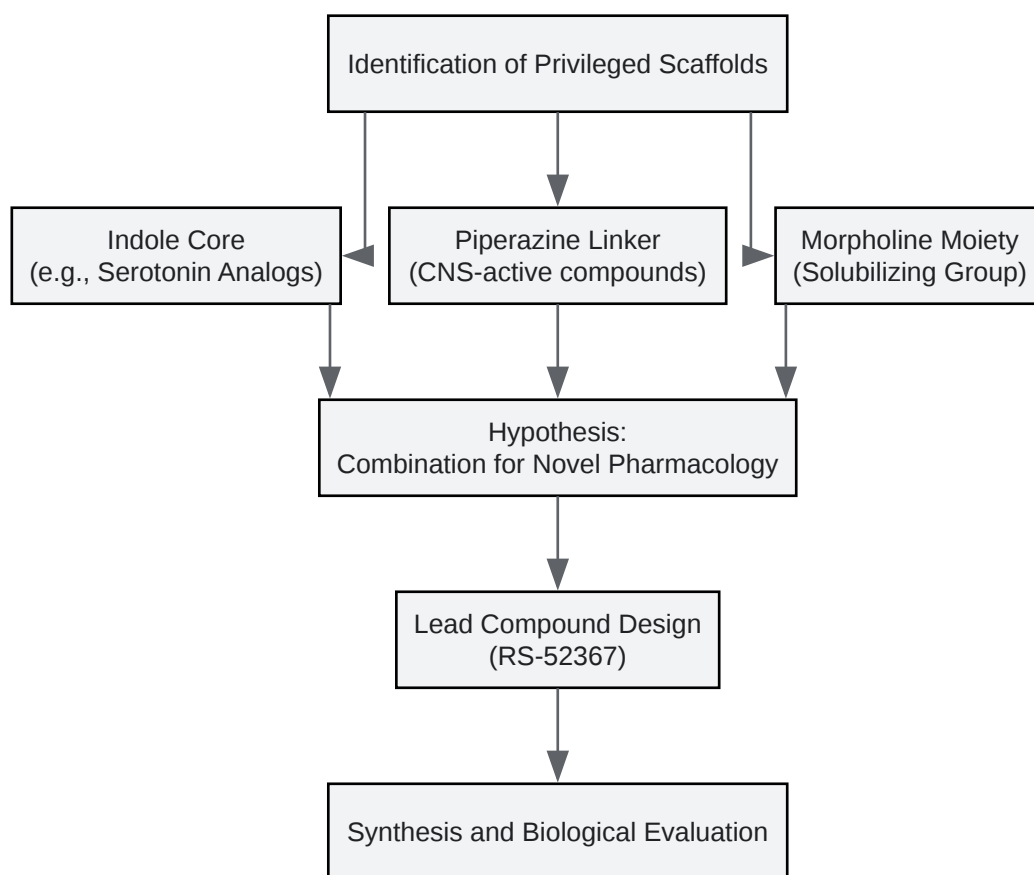 Identification of Privileged Scaffolds
Indole Core
(e.g., Serotonin Analogs)
Piperazine Linker
(CNS-active compounds)
Morpholine Moiety
(Solubilizing Group)
Hypothesis:
Combination for Novel Pharmacology
Lead Compound Design
(RS-52367)
Synthesis and Biological Evaluation